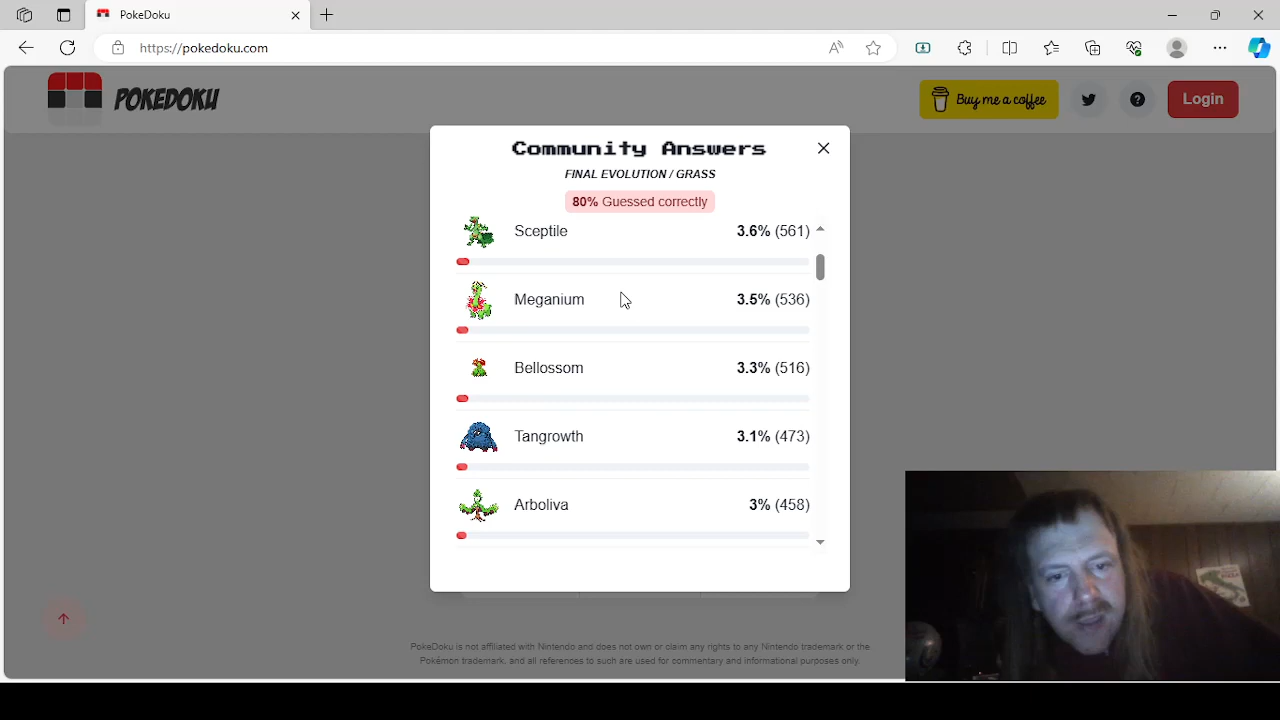 PokeDoku
https://pokedoku.com
POKEDOKU
Buy me a coffee
Login
Community Answers
FINAL EVOLUTION / GRASS
80% Guessed correctly
Sceptile 3.6% (561)
Meganium 3.5% (536)
Bellossom 3.3% (516)
Tangrowth 3.1% (473)
Arboliva 3% (458)
PokeDoku is not affiliated with Nintendo and does not own or claim any rights to any Nintendo trademark or the
Pokémon trademark, and all references to such are used for commentary and informational purposes only.